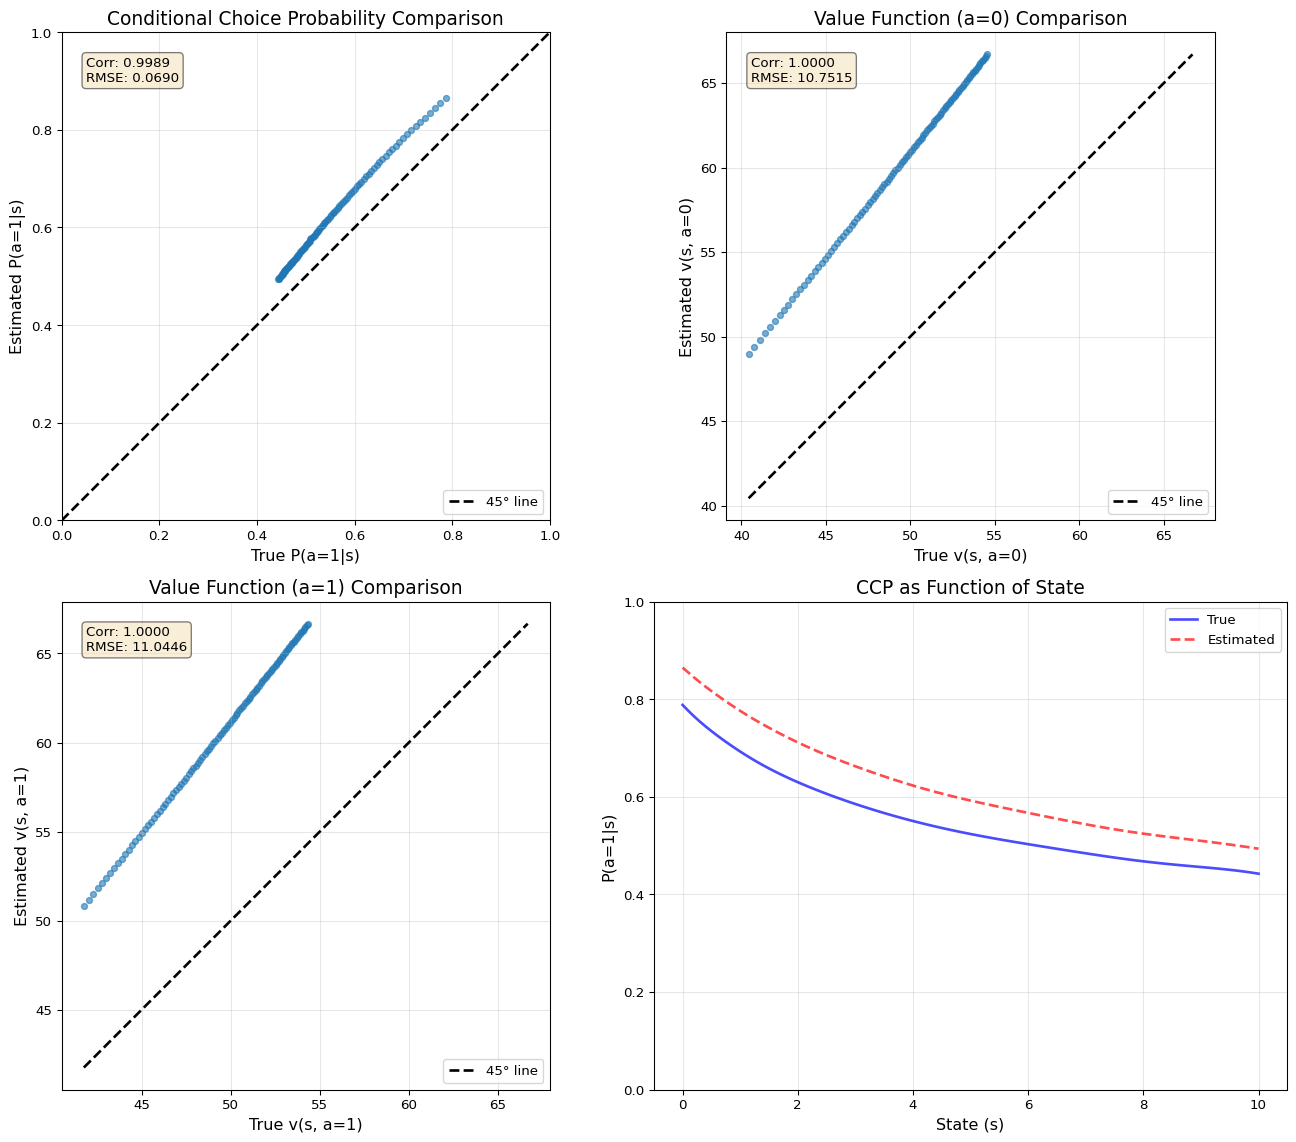 Conditional Choice Probability Comparison
Corr: 0.9989
RMSE: 0.0690
Estimated P(a=1|s)
1.0
0.8
0.6
0.4
0.2
0.0
0.0 0.2 0.4 0.6 0.8 1.0
45° line
True P(a=1|s)
Value Function (a=0) Comparison
Corr: 1.0000
RMSE: 10.7515
Estimated v(s, a=0)
65
60
55
50
45
40
40 45 50 55 60 65
45° line
True v(s, a=0)
Value Function (a=1) Comparison
Corr: 1.0000
RMSE: 11.0446
Estimated v(s, a=1)
65
60
55
50
45
45 50 55 60 65
45° line
True v(s, a=1)
CCP as Function of State
True
Estimated
P(a=1|s)
1.0
0.8
0.6
0.4
0.2
0.0
0 2 4 6 8 10
State (s)